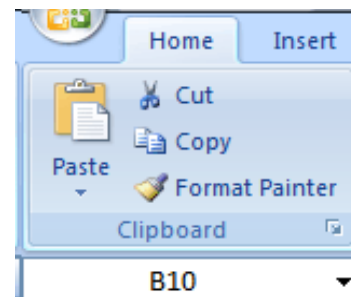 Home Insert
Cut
Copy
Paste
Format Painter
Clipboard
B10